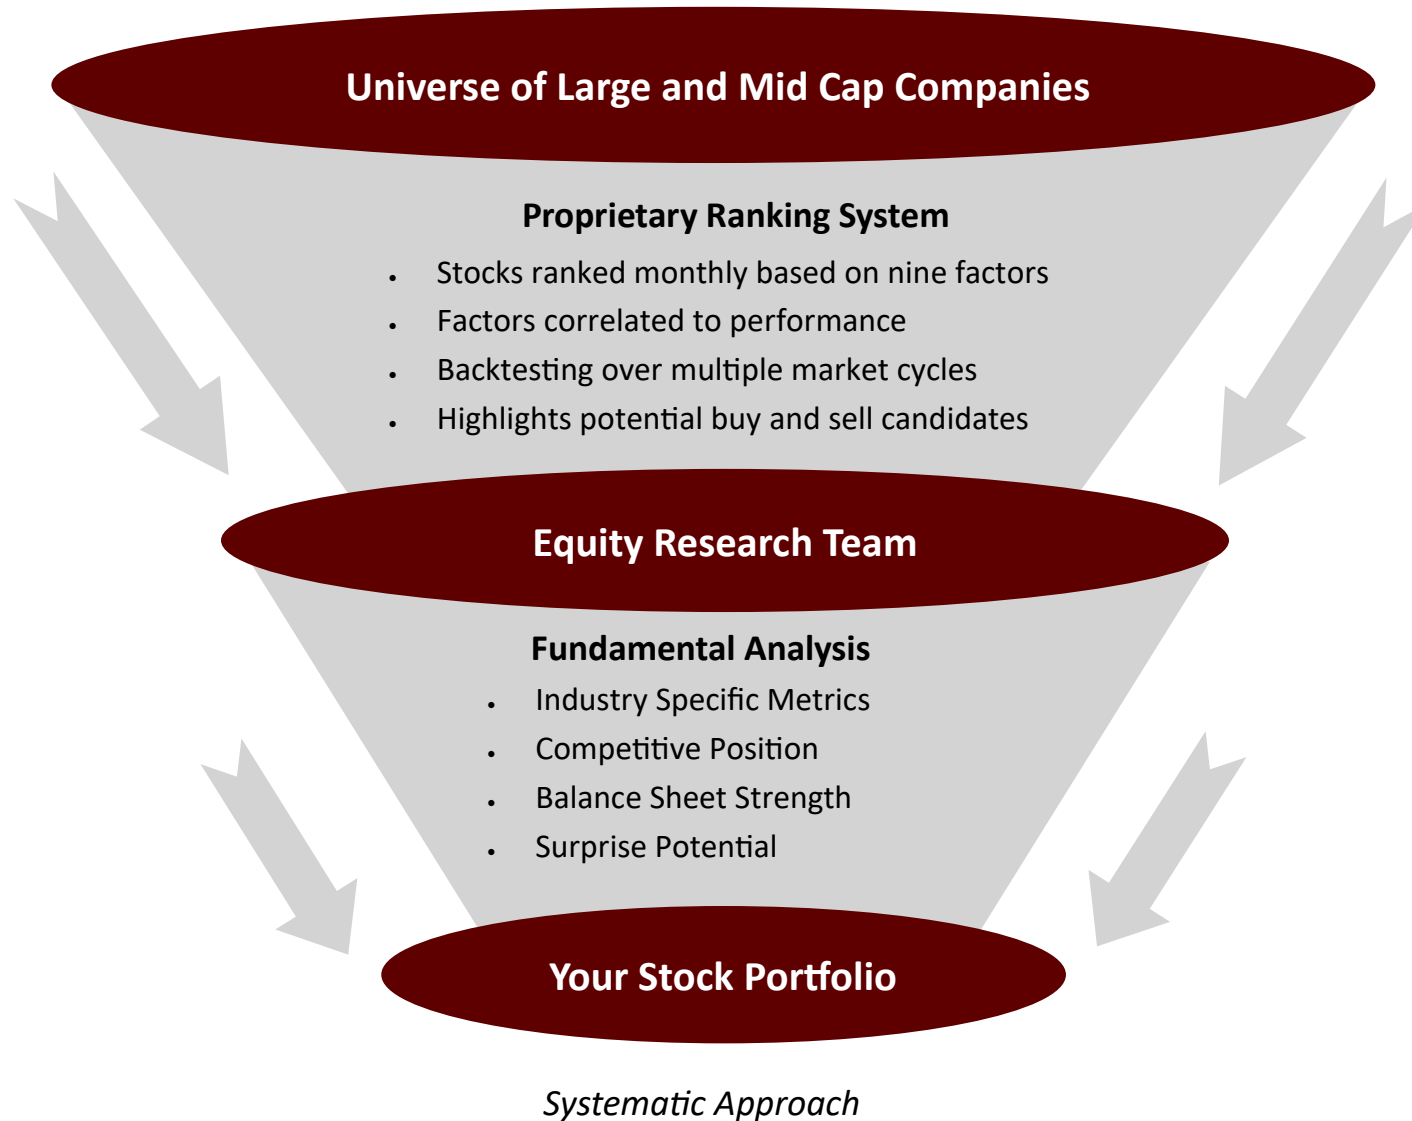 Universe of Large and Mid Cap Companies
Proprietary Ranking System
• Stocks ranked monthly based on nine factors
• Factors correlated to performance
• Backtesting over multiple market cycles
• Highlights potential buy and sell candidates
Equity Research Team
Fundamental Analysis
• Industry Specific Metrics
• Competitive Position
• Balance Sheet Strength
• Surprise Potential
Your Stock Portfolio
Systematic Approach